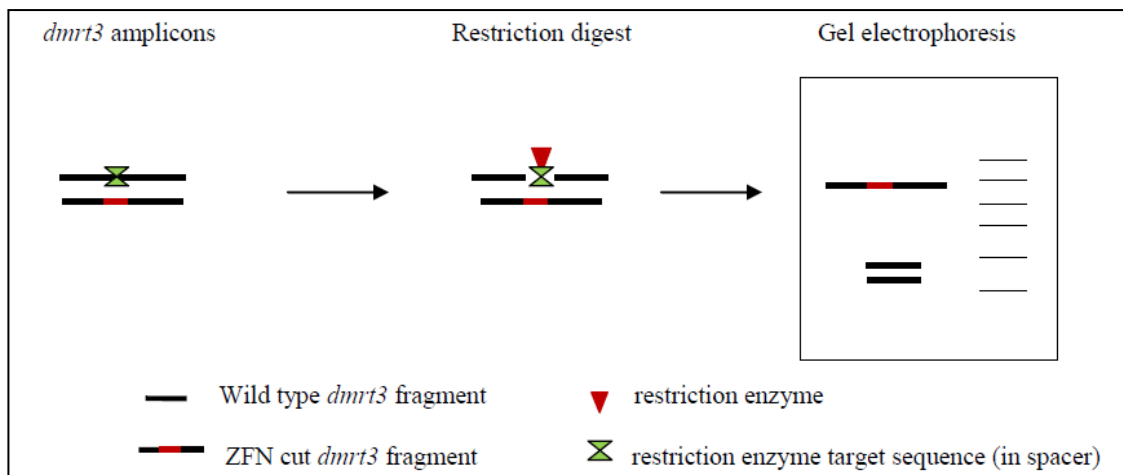 dmrt3 amplicons
Restriction digest
Gel electrophoresis
Wild type dmrt3 fragment
restriction enzyme
ZFN cut dmrt3 fragment
restriction enzyme target sequence (in spacer)